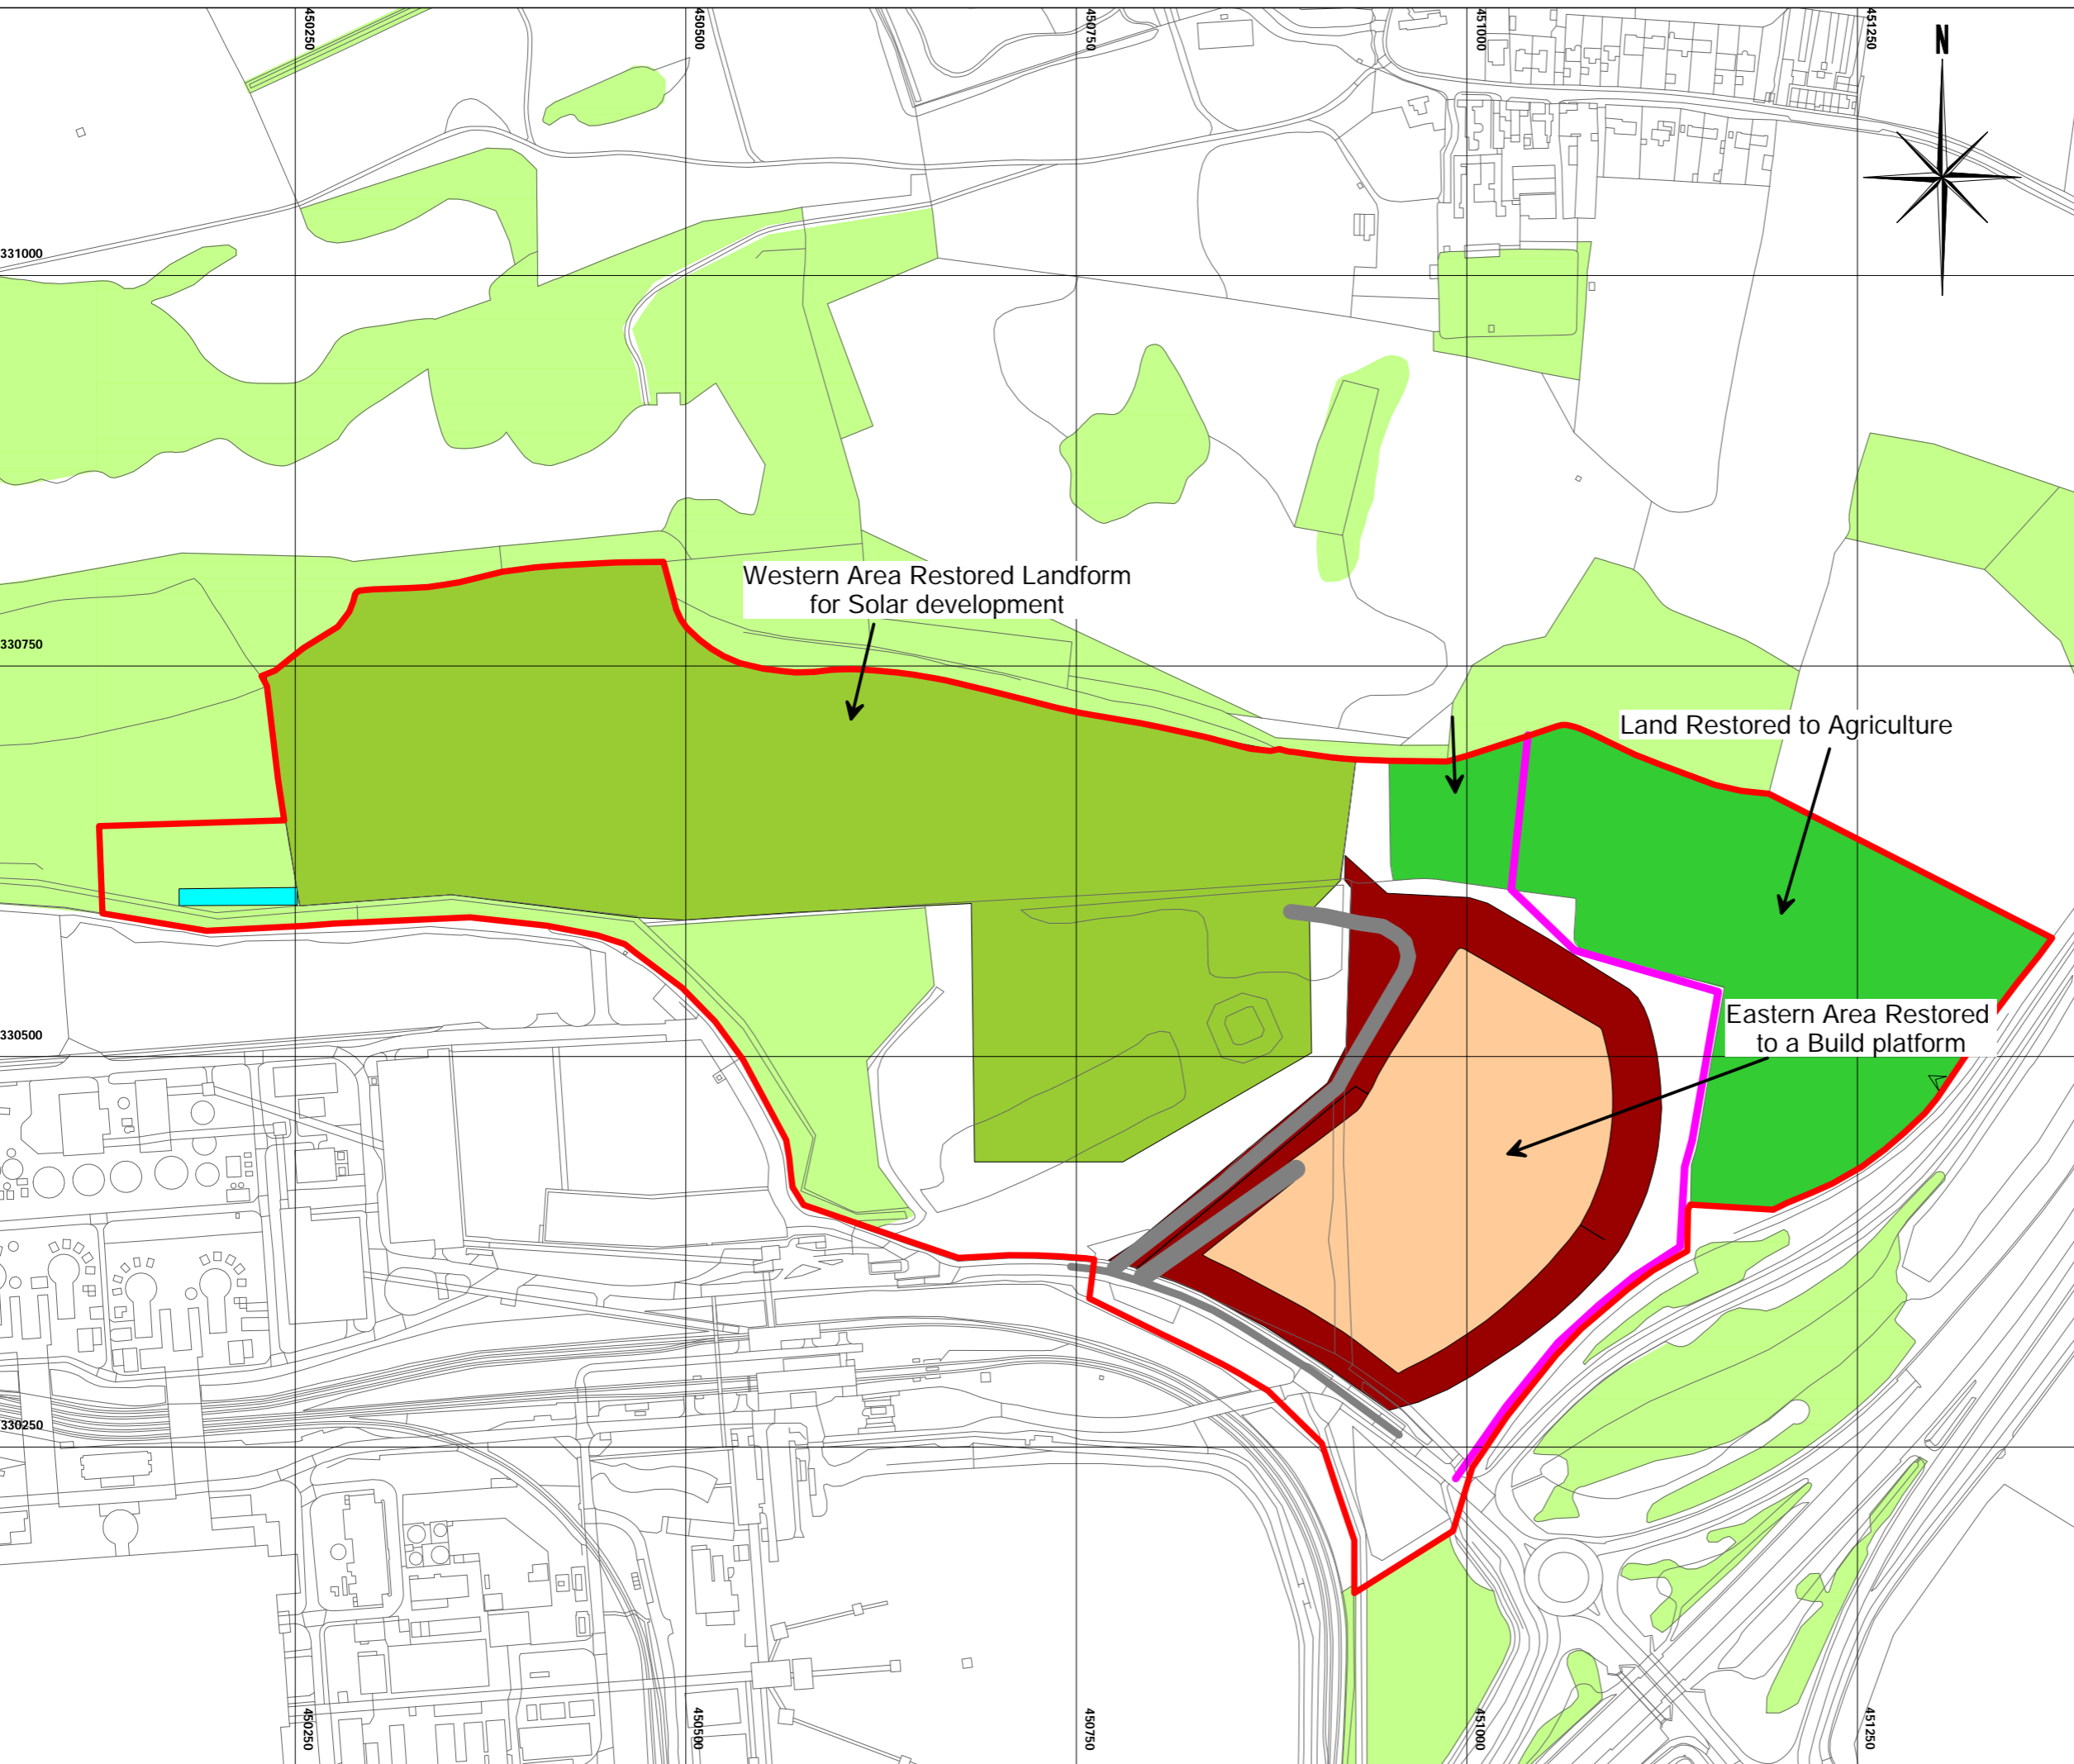 450250
450500
450750
451000
451250
N
331000
Western Area Restored Landform
for Solar development
330750
Land Restored to Agriculture
330500
Eastern Area Restored
to a Build platform
330250
450250
450500
450750
451000
451250